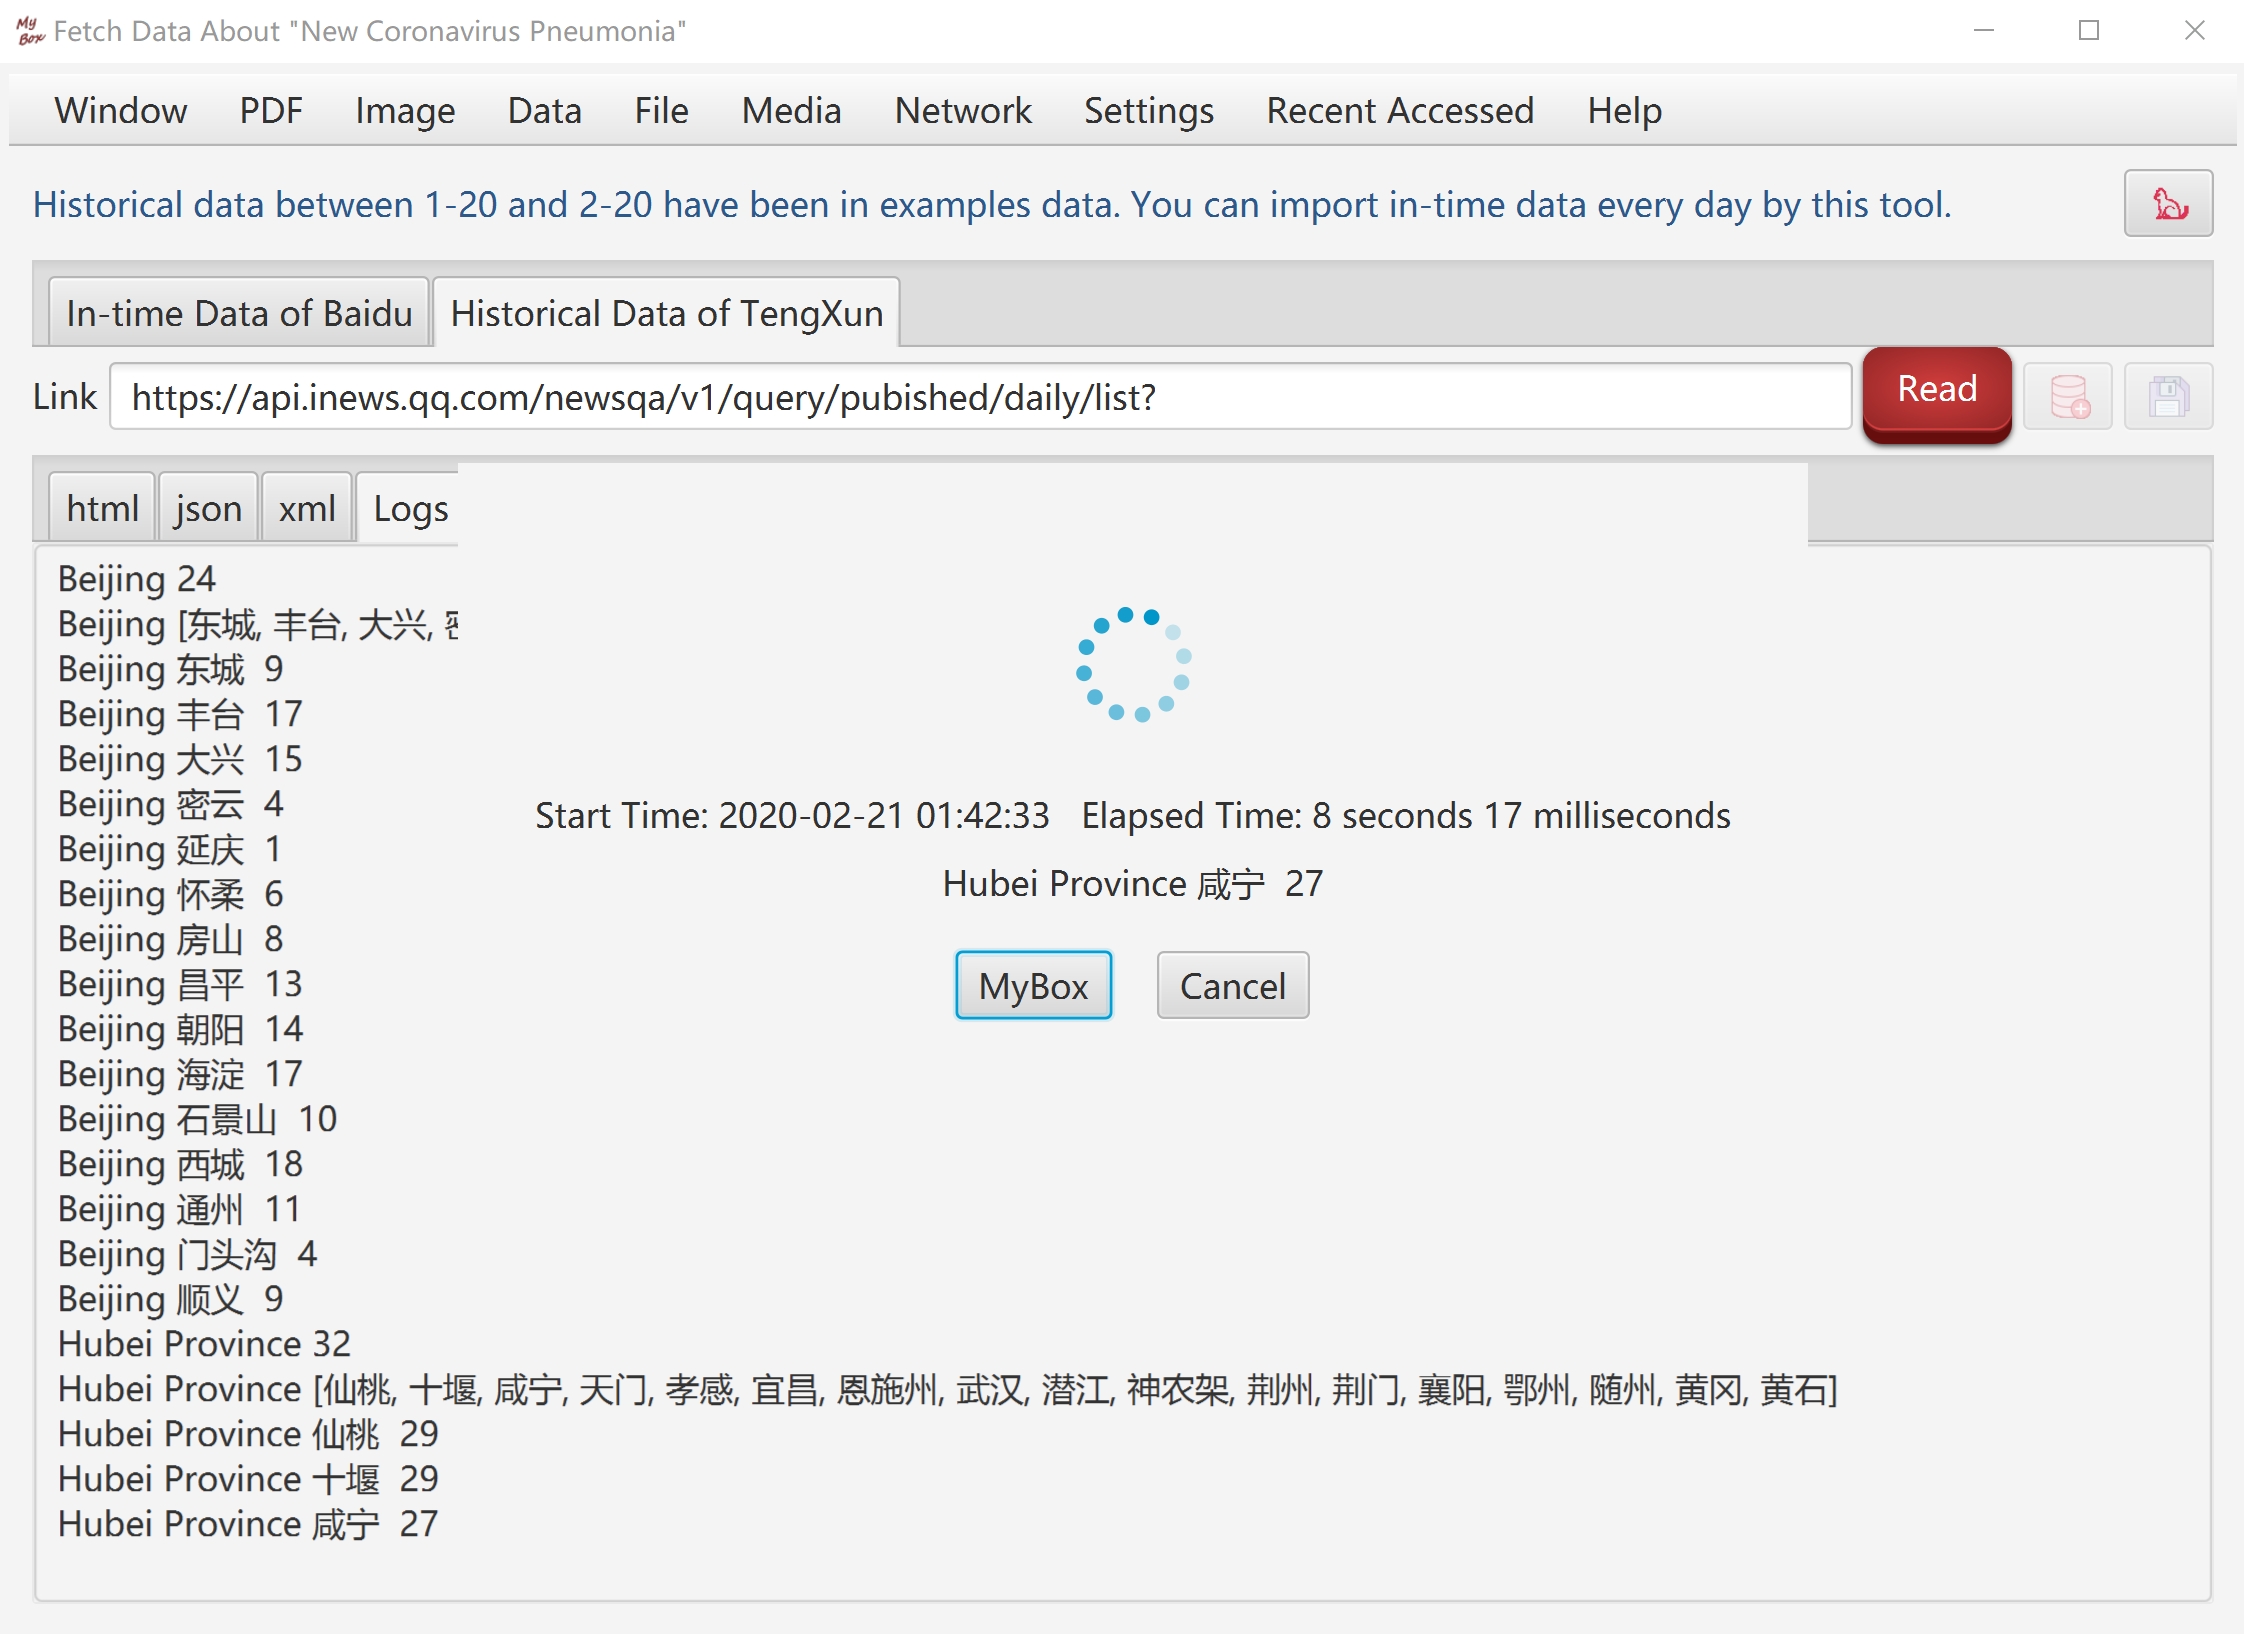 My Box Fetch Data About "New Coronavirus Pneumonia"
Window PDF Image Data File Media Network Settings Recent Accessed Help
Historical data between 1-20 and 2-20 have been in examples data. You can import in-time data every day by this tool.
In-time Data of Baidu Historical Data of TengXun
Link https://api.inews.qq.com/newsqa/v1/query/pubished/daily/list? Read
html json xml Logs
Beijing 24
Beijing [东城, 丰台, 大兴,
Beijing 东城 9
Beijing 丰台 17
Beijing 大兴 15
Beijing 密云 4
Beijing 延庆 1
Beijing 怀柔 6
Beijing 房山 8
Beijing 昌平 13
Beijing 朝阳 14
Beijing 海淀 17
Beijing 石景山 10
Beijing 西城 18
Beijing 通州 11
Beijing 门头沟 4
Beijing 顺义 9
Hubei Province 32
Hubei Province [仙桃, 十堰, 咸宁, 天门, 孝感, 宜昌, 恩施州, 武汉, 潜江, 神农架, 荆州, 荆门, 襄阳, 鄂州, 随州, 黄冈, 黄石]
Hubei Province 仙桃 29
Hubei Province 十堰 29
Hubei Province 咸宁 27
Start Time: 2020-02-21 01:42:33 Elapsed Time: 8 seconds 17 milliseconds
Hubei Province 咸宁 27
MyBox Cancel